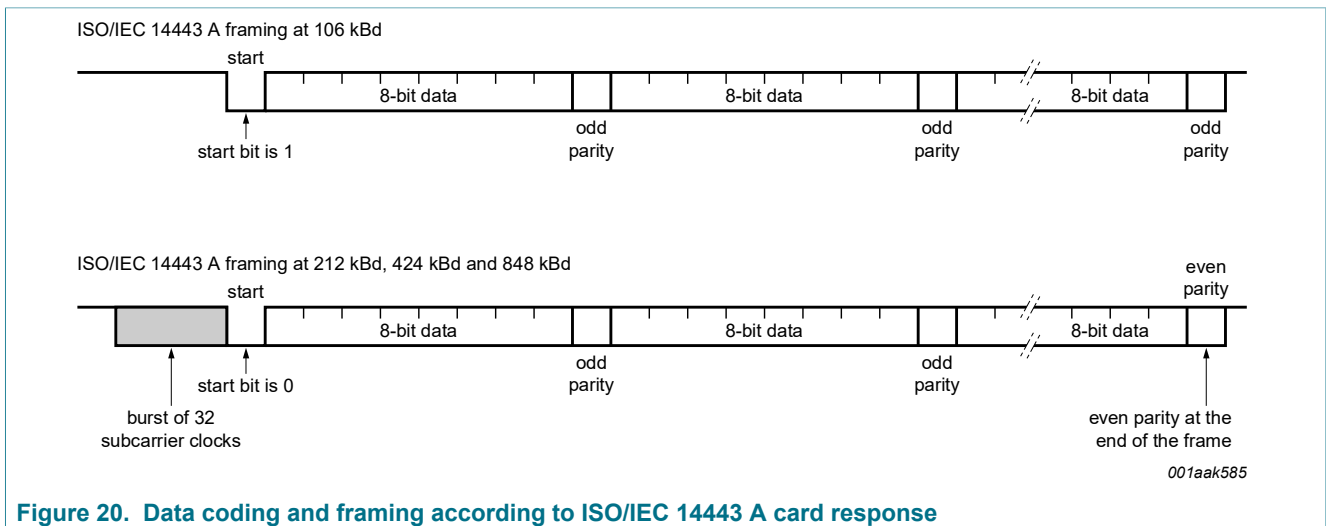 ISO/IEC 14443 A framing at 106 kBd
start
8-bit data
8-bit data
8-bit data
odd
parity
odd
parity
odd
parity
start bit is 1
ISO/IEC 14443 A framing at 212 kBd, 424 kBd and 848 kBd
even
parity
start
8-bit data
8-bit data
8-bit data
odd
parity
odd
parity
start bit is 0
burst of 32
subcarrier clocks
even parity at the
end of the frame
001aak585
Figure 20. Data coding and framing according to ISO/IEC 14443 A card response